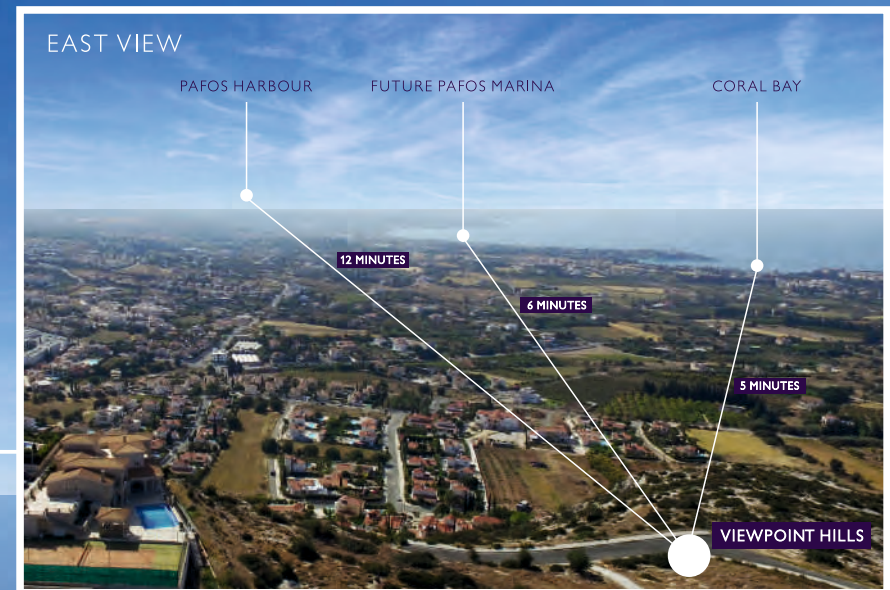 EAST VIEW
PAFOS HARBOUR
FUTURE PAFOS MARINA
CORAL BAY
12 MINUTES
6 MINUTES
5 MINUTES
VIEWPOINT HILLS